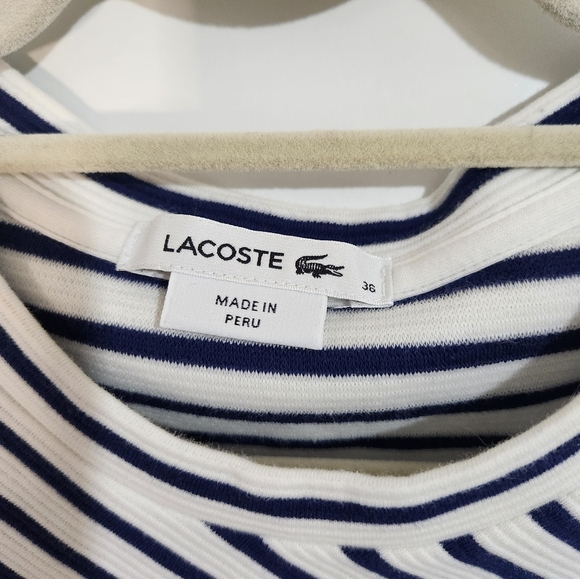 LACOSTE
36
MADE IN
PERU